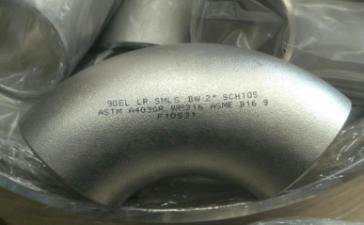 90EL LR SMLS BW 2" SCH10S
ASTM A403GR WP316 ASME B16 9
F10531